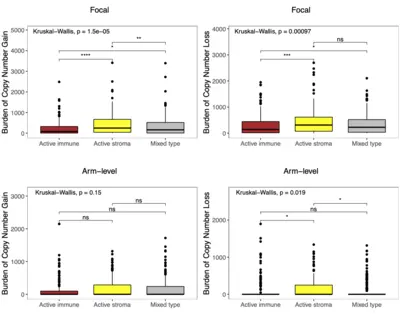 Focal
Kruskal−Wallis, p = 1.5e−05
**
*
****
Burden of Copy Number Gain
5000
4000
3000
2000
1000
0
Active immune Active stroma Mixed type
Focal
Kruskal−Wallis, p = 0.00097
ns
*
***
Burden of Copy Number Loss
4000
3000
2000
1000
0
Active immune Active stroma Mixed type
Arm−level
Kruskal−Wallis, p = 0.15
ns
ns
ns
Burden of Copy Number Gain
3000
2000
1000
0
Active immune Active stroma Mixed type
Arm−level
Kruskal−Wallis, p = 0.019
*
ns
*
Burden of Copy Number Loss
2000
1000
0
Active immune Active stroma Mixed type